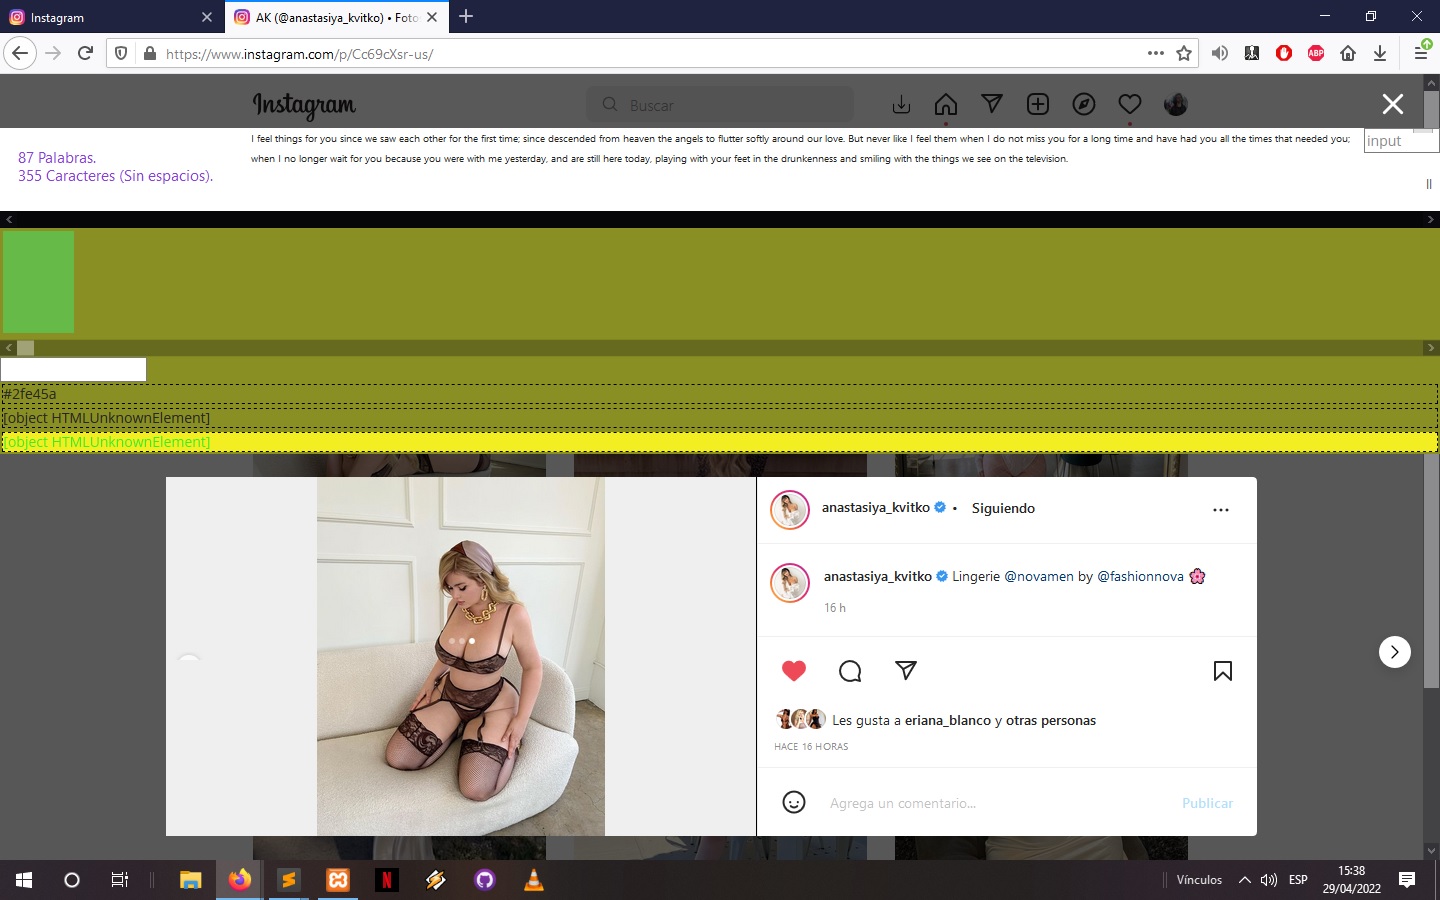 Instagram
AK (@anastasiya_kvitko) • Foto
https://www.instagram.com/p/Cc69cXsr-us/
ABP
Instagram
Buscar
I feel things for you since we saw each other for the first time; since descended from heaven the angels to flutter softly around our love. But never like I feel them when I do not miss you for a long time and have had you all the times that needed you;
when I no longer wait for you because you were with me yesterday, and are still here today, playing with your feet in the drunkenness and smiling with the things we see on the television.
input
87 Palabras.
355 Caracteres (Sin espacios).
||
#2fe45a
[object HTMLUnknownElement]
[object HTMLUnknownElement]
anastasiya_kvitko • Siguiendo
anastasiya_kvitko Lingerie @novamen by @fashionnova 🌸
16 h
Les gusta a eriana_blanco y otras personas
HACE 16 HORAS
Agrega un comentario...
Publicar
Vínculos
ESP
15:38
29/04/2022